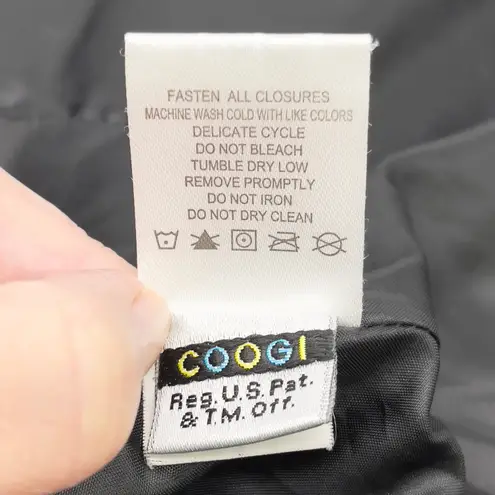 FASTEN ALL CLOSURES
MACHINE WASH COLD WITH LIKE COLORS
DELICATE CYCLE
DO NOT BLEACH
TUMBLE DRY LOW
REMOVE PROMPTLY
DO NOT IRON
DO NOT DRY CLEAN
COOGI
Reg. U.S. Pat.
& T.M. Off.